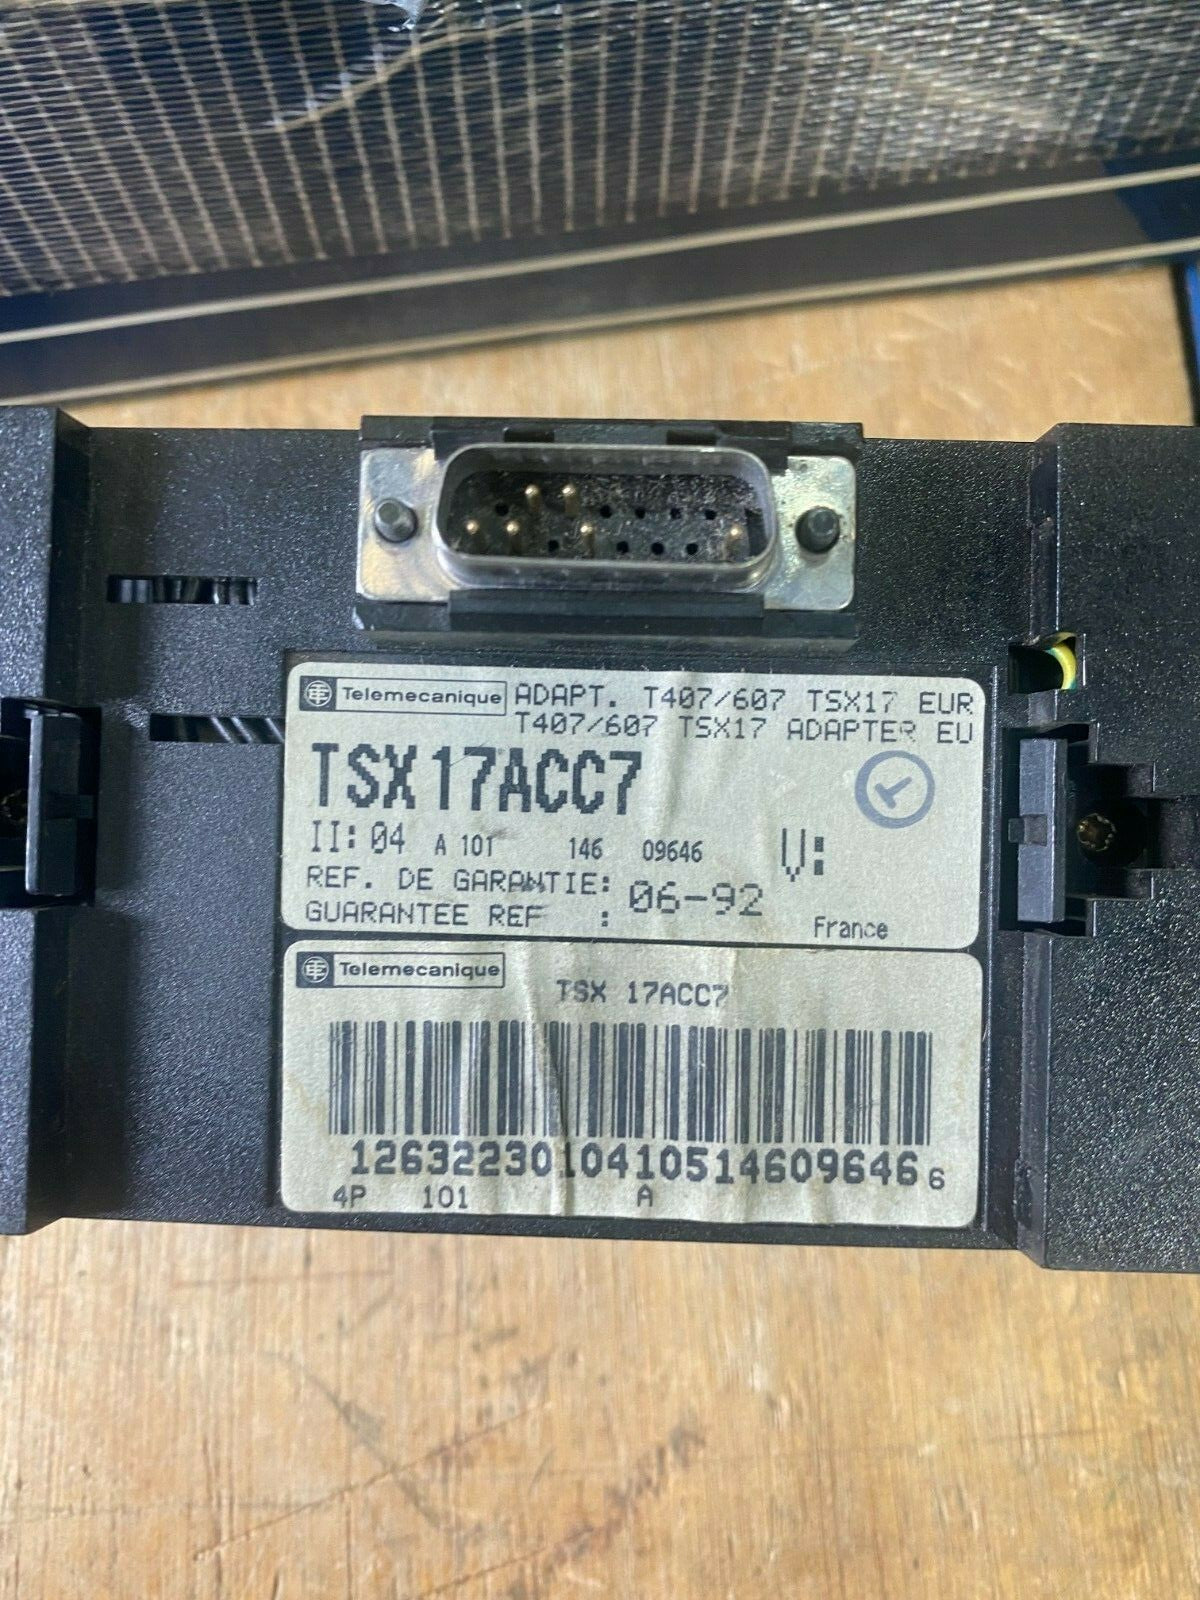 Telemecanique ADAPT. T407/607 TSX17 EUR
T407/607 TSX17 ADAPTER EU
TSX17ACC7
II: 04 A 101 146 09646 V:
REF. DE GARANTIE: 06-92
GUARANTEE REF :
France
Telemecanique
TSX 17ACC7
126322301041051460964 6 6
4P 101 A